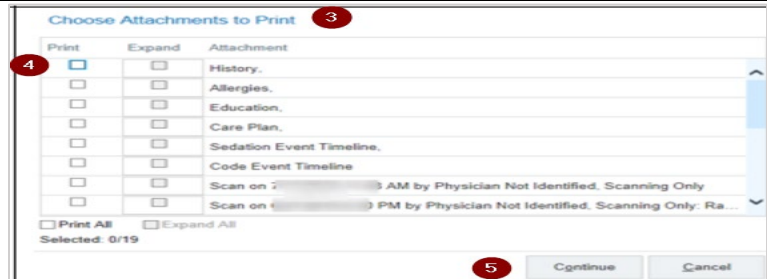 Choose Attachments to Print 3
Print Expand Attachment
4 History,
Allergies,
Education,
Care Plan,
Sedation Event Timeline,
Code Event Timeline
Scan on AM by Physician Not Identified, Scanning Only
Scan on PM by Physician Not Identified, Scanning Only: Ra...
Print All Expand All
Selected: 0/19
5 Continue Cancel